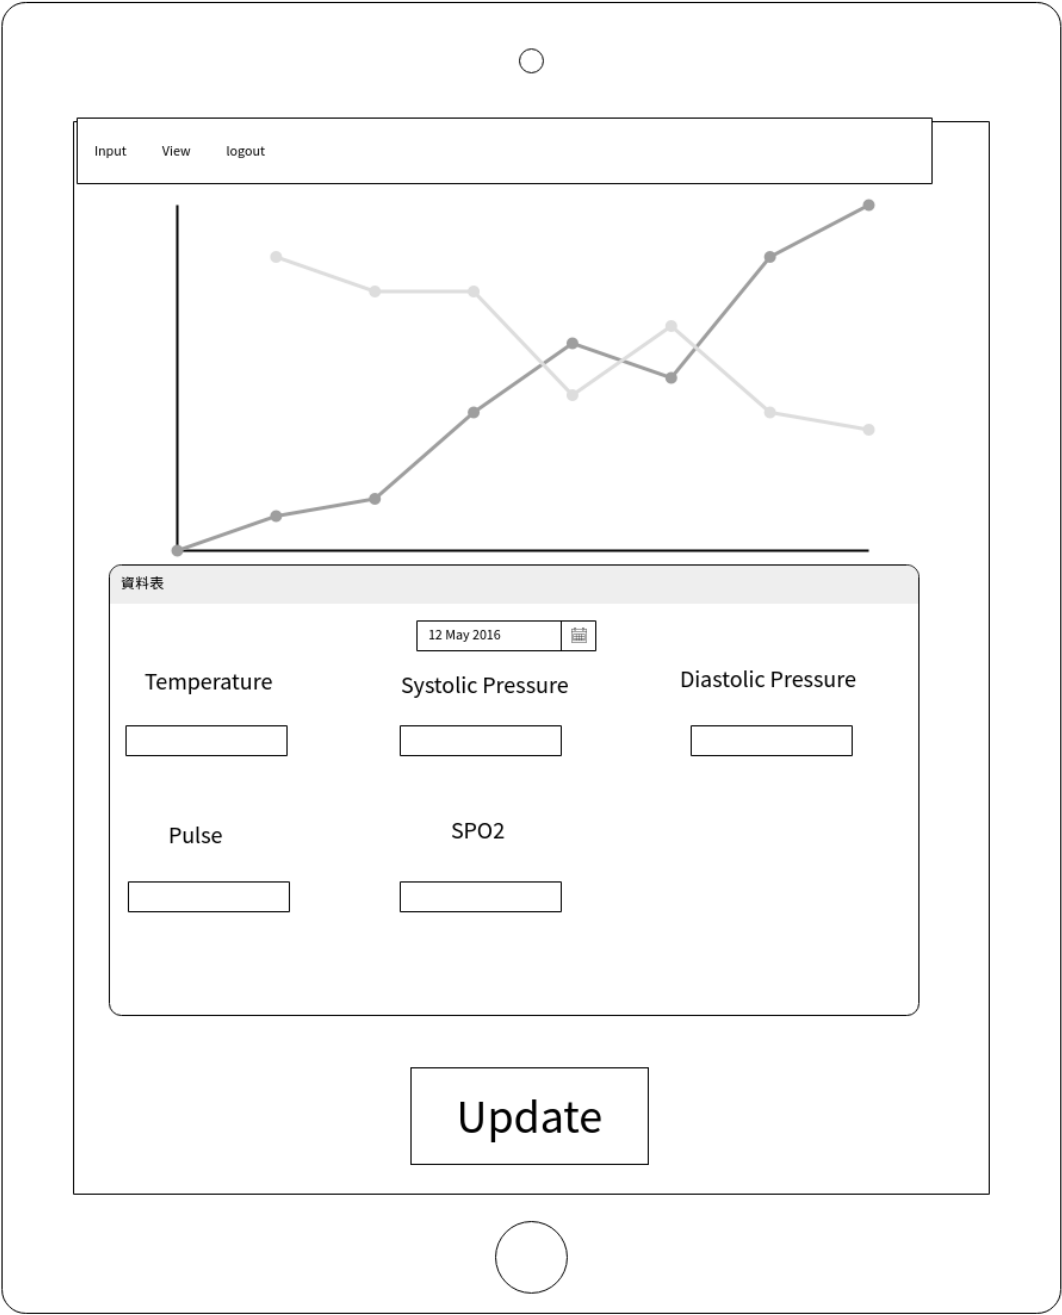 Input View logout
資料表
12 May 2016
Temperature Systolic Pressure Diastolic Pressure
Pulse SPO2
Update